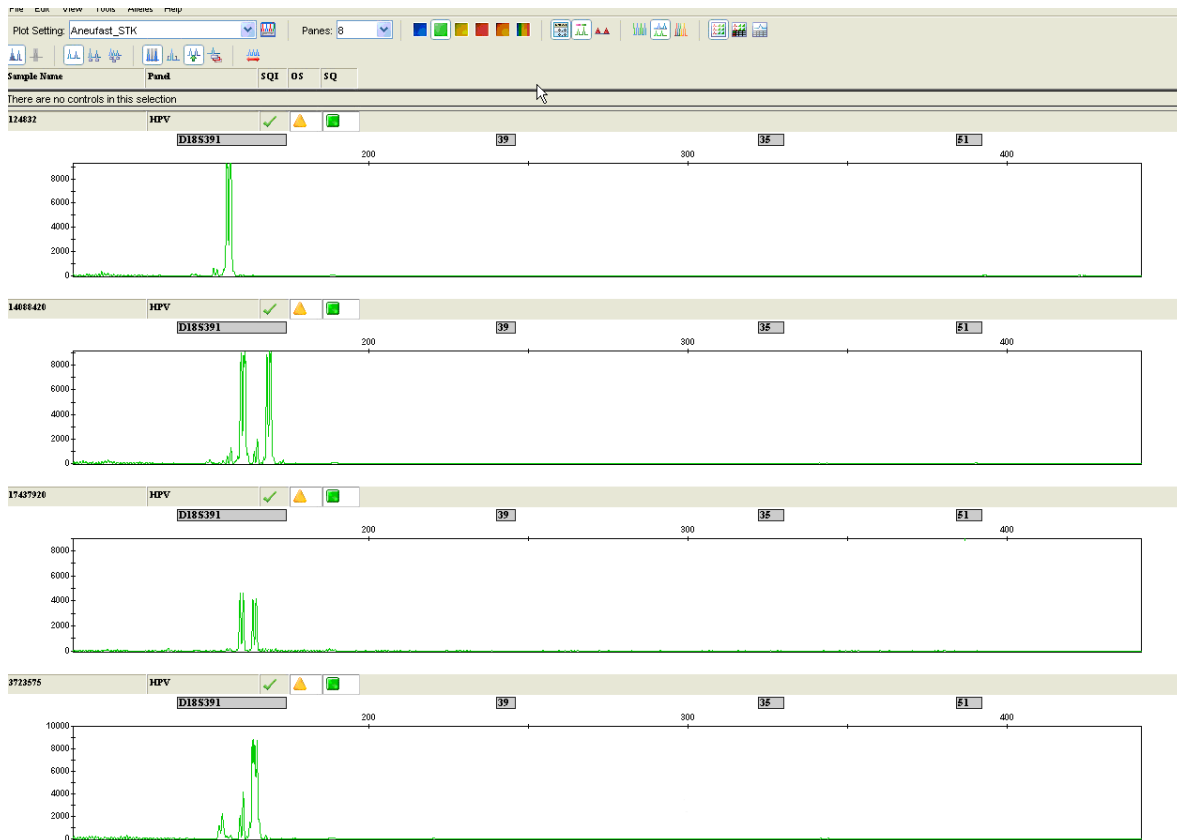 File Edit View Tools Alleles Help
Plot Setting: Aneufast_STK Panes: 8
Sample Name Panel SQI OS SQ
There are no controls in this selection
124832 HPV
D18S391 39 35 51
200 300 400
8000
6000
4000
2000
0
14088420 HPV
D18S391 39 35 51
200 300 400
8000
6000
4000
2000
0
17437920 HPV
D18S391 39 35 51
200 300 400
8000
6000
4000
2000
0
3723575 HPV
D18S391 39 35 51
200 300 400
10000
8000
6000
4000
2000
0